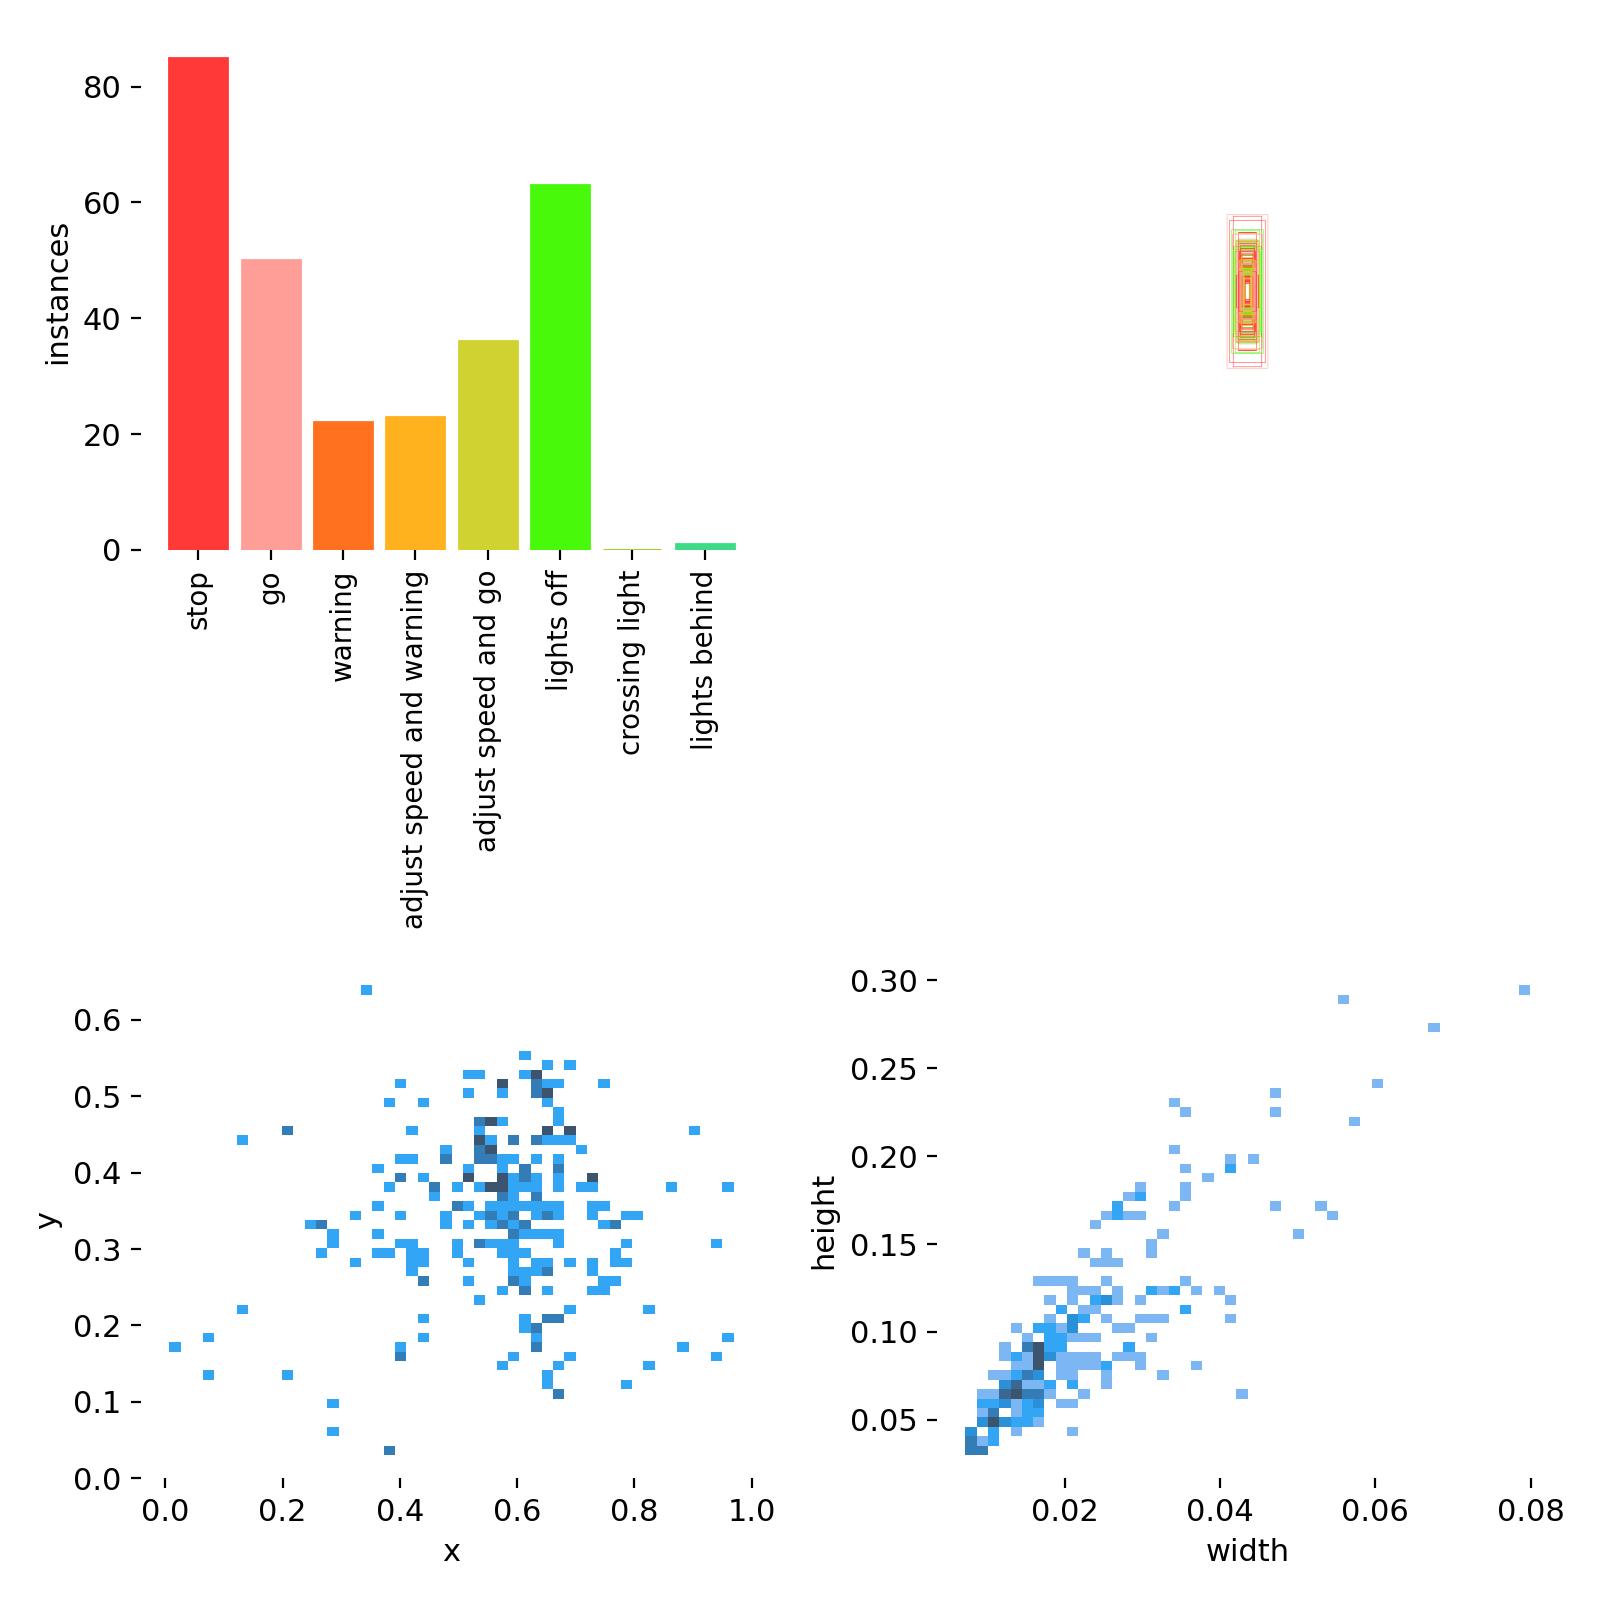 80
60
40
20
0
instances
stop
go
warning
adjust speed and warning
adjust speed and go
lights off
crossing light
lights behind
0.6
0.5
0.4
0.3
0.2
0.1
0.0
y
0.0 0.2 0.4 0.6 0.8 1.0
x
0.30
0.25
0.20
0.15
0.10
0.05
height
0.02 0.04 0.06 0.08
width